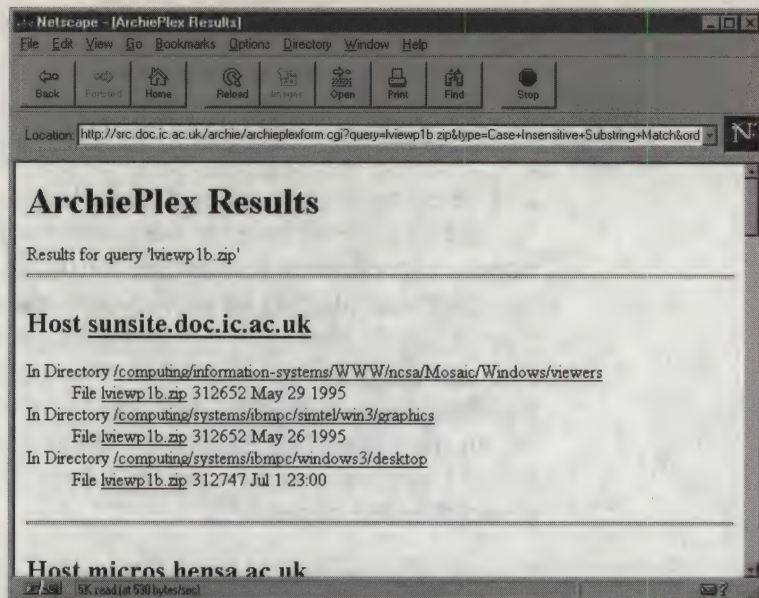 Netscape - [ArchiePlex Results]
File Edit View Go Bookmarks Options Directory Window Help
Back Forward Home Reload Images Open Print Find Stop
Location: http://src.doc.ic.ac.uk/archie/archieplexform.cgi?query=lviewp1b.zip&type=Case+Insensitive+Substring+Match&ord
N
ArchiePlex Results
Results for query 'lviewp1b.zip'
Host sunsite.doc.ic.ac.uk
In Directory /computing/information-systems/WWW/ncsa/Mosaic/Windows/viewers
File lviewp1b.zip 312652 May 29 1995
In Directory /computing/systems/ibmpc/simtel/win3/graphics
File lviewp1b.zip 312652 May 26 1995
In Directory /computing/systems/ibmpc/windows3/desktop
File lviewp1b.zip 312747 Jul 1 23:00
Host micros.hensa.ac.uk
5K read (at 530 bytes/sec)